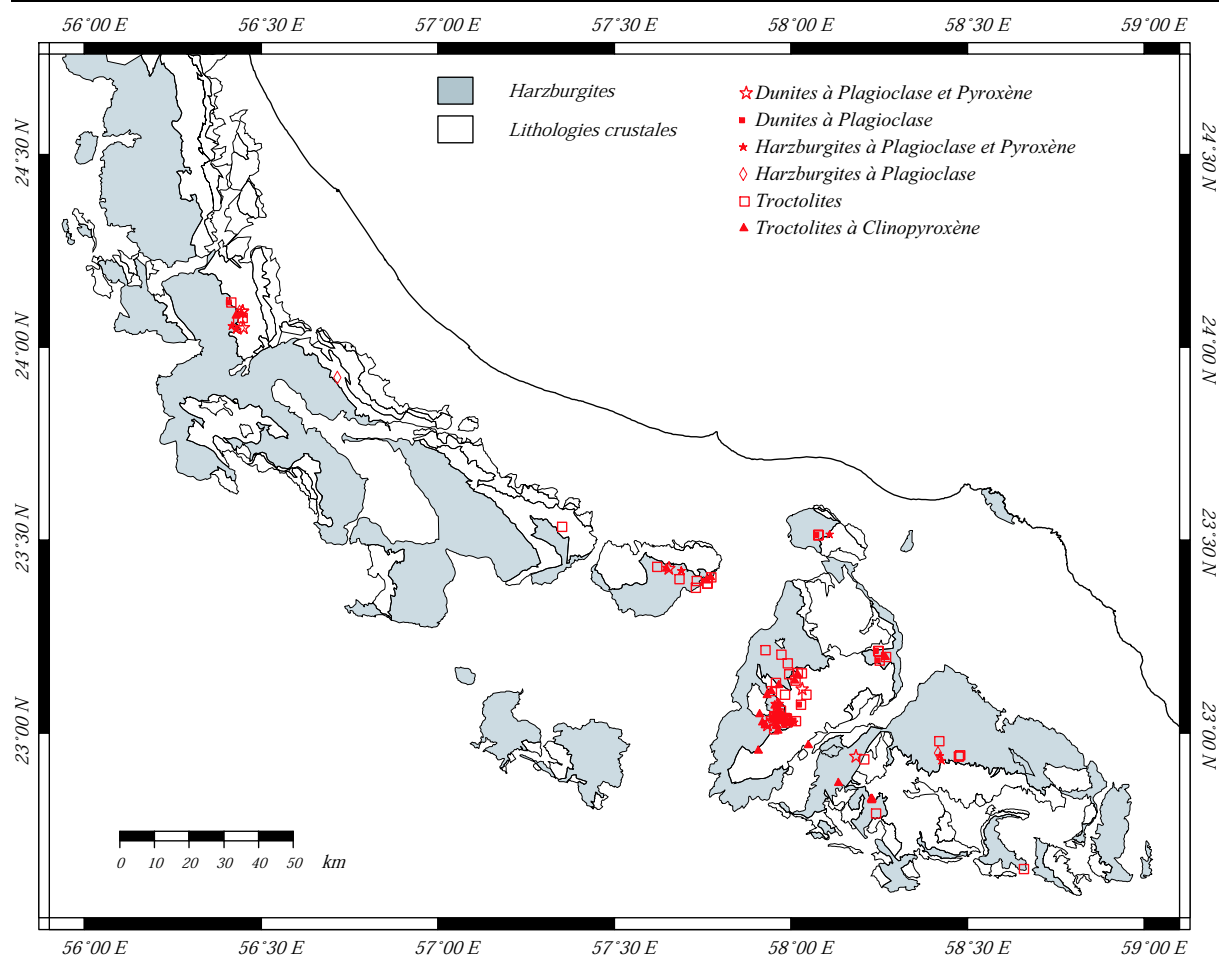 56°00' E 56°30' E 57°00' E 57°30' E 58°00' E 58°30' E 59°00' E
Harzburgites
Lithologies crustales
Dunites à Plagioclase et Pyroxène
Dunites à Plagioclase
Harzburgites à Plagioclase et Pyroxène
Harzburgites à Plagioclase
Troctolites
Troctolites à Clinopyroxène
24°30' N 24°30' N
24°00' N 24°00' N
23°30' N 23°30' N
23°00' N 23°00' N
0 10 20 30 40 50 km
56°00' E 56°30' E 57°00' E 57°30' E 58°00' E 58°30' E 59°00' E